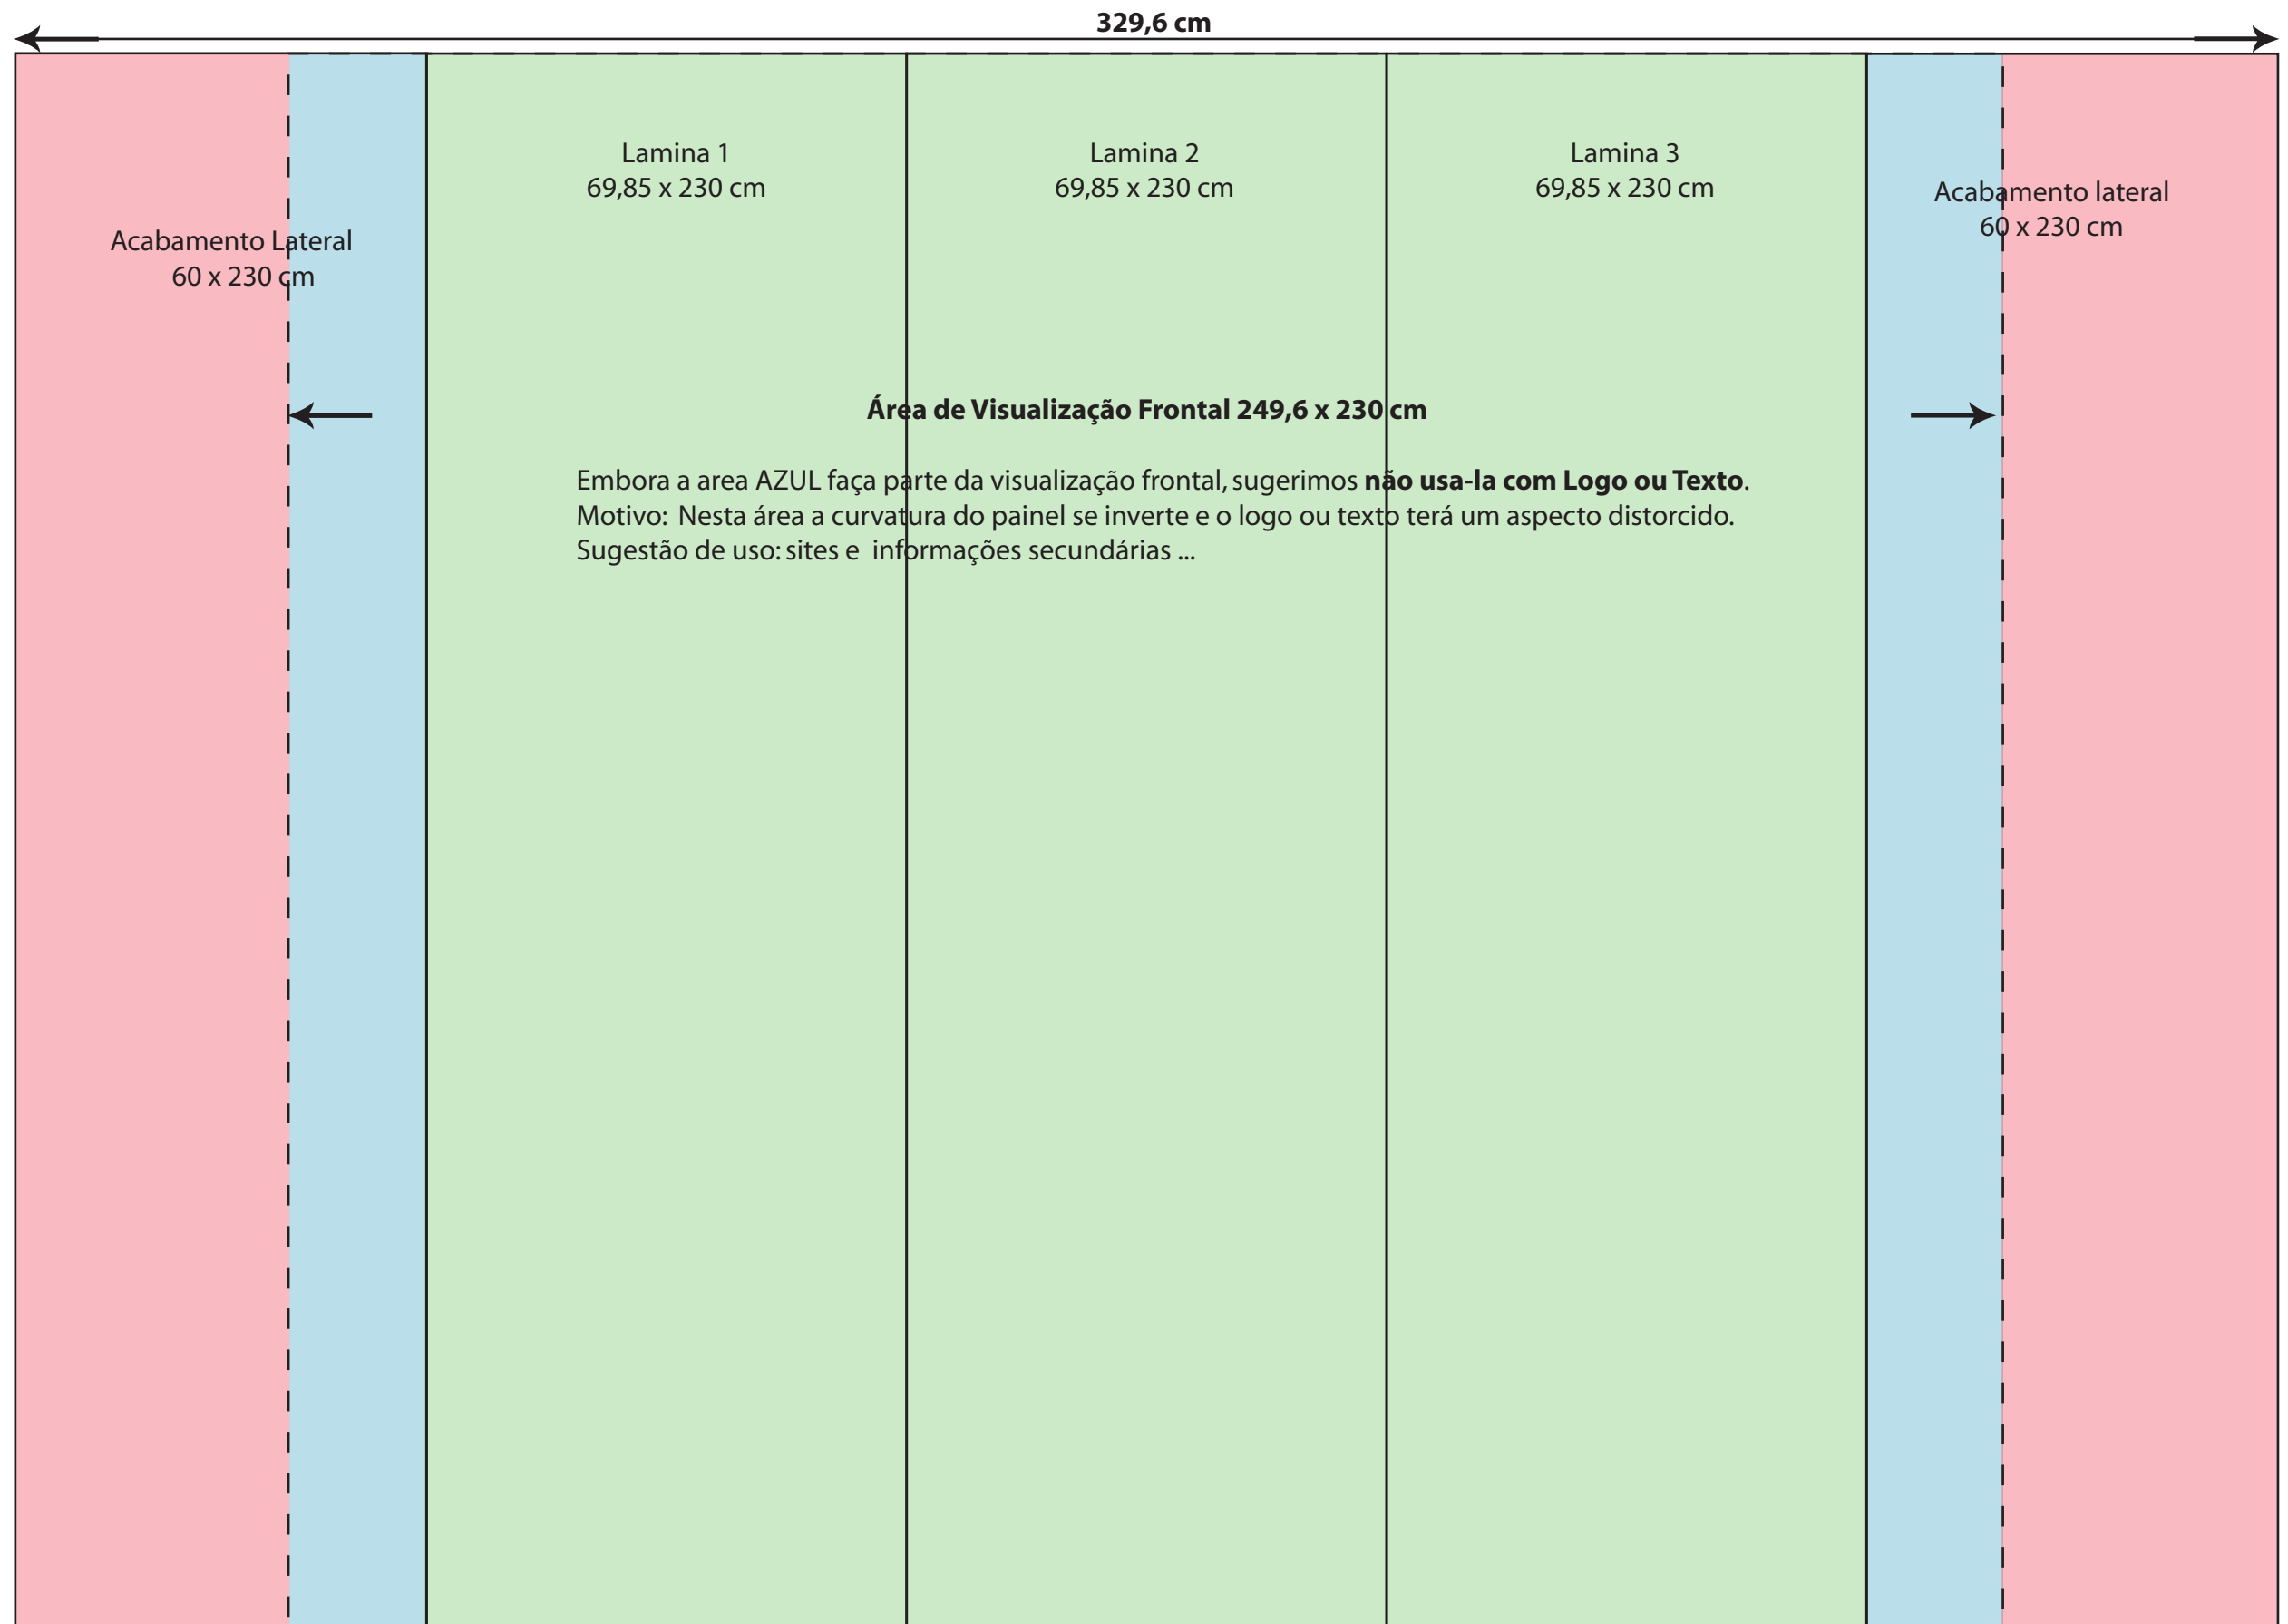 329,6 cm
Lamina 1
69,85 x 230 cm
Lamina 2
69,85 x 230 cm
Lamina 3
69,85 x 230 cm
Acabamento lateral
60 x 230 cm
Acabamento Lateral
60 x 230 cm
Área de Visualização Frontal 249,6 x 230 cm
Embora a area AZUL faça parte da visualização frontal, sugerimos não usa-la com Logo ou Texto.
Motivo: Nesta área a curvatura do painel se inverte e o logo ou texto terá um aspecto distorcido.
Sugestão de uso: sites e informações secundárias ...